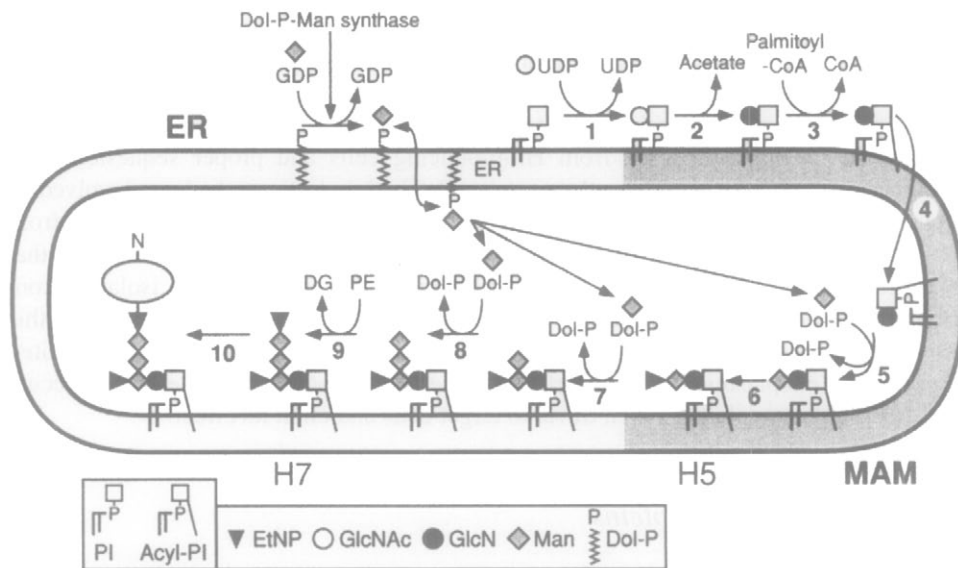 Dol-P-Man synthase
GDP GDP
UDP UDP
Acetate
Palmitoyl
-CoA CoA
ER
P P
P P P P
1 2 3
ER
P
4
N
DG PE
Dol-P Dol-P
Dol-P Dol-P
Dol-P
Dol-P
P
10 9 8 7 6 5
P P P P P P
H7 H5 MAM
P P P
PI Acyl-PI
EtNP GlcNAc GlcN Man Dol-P